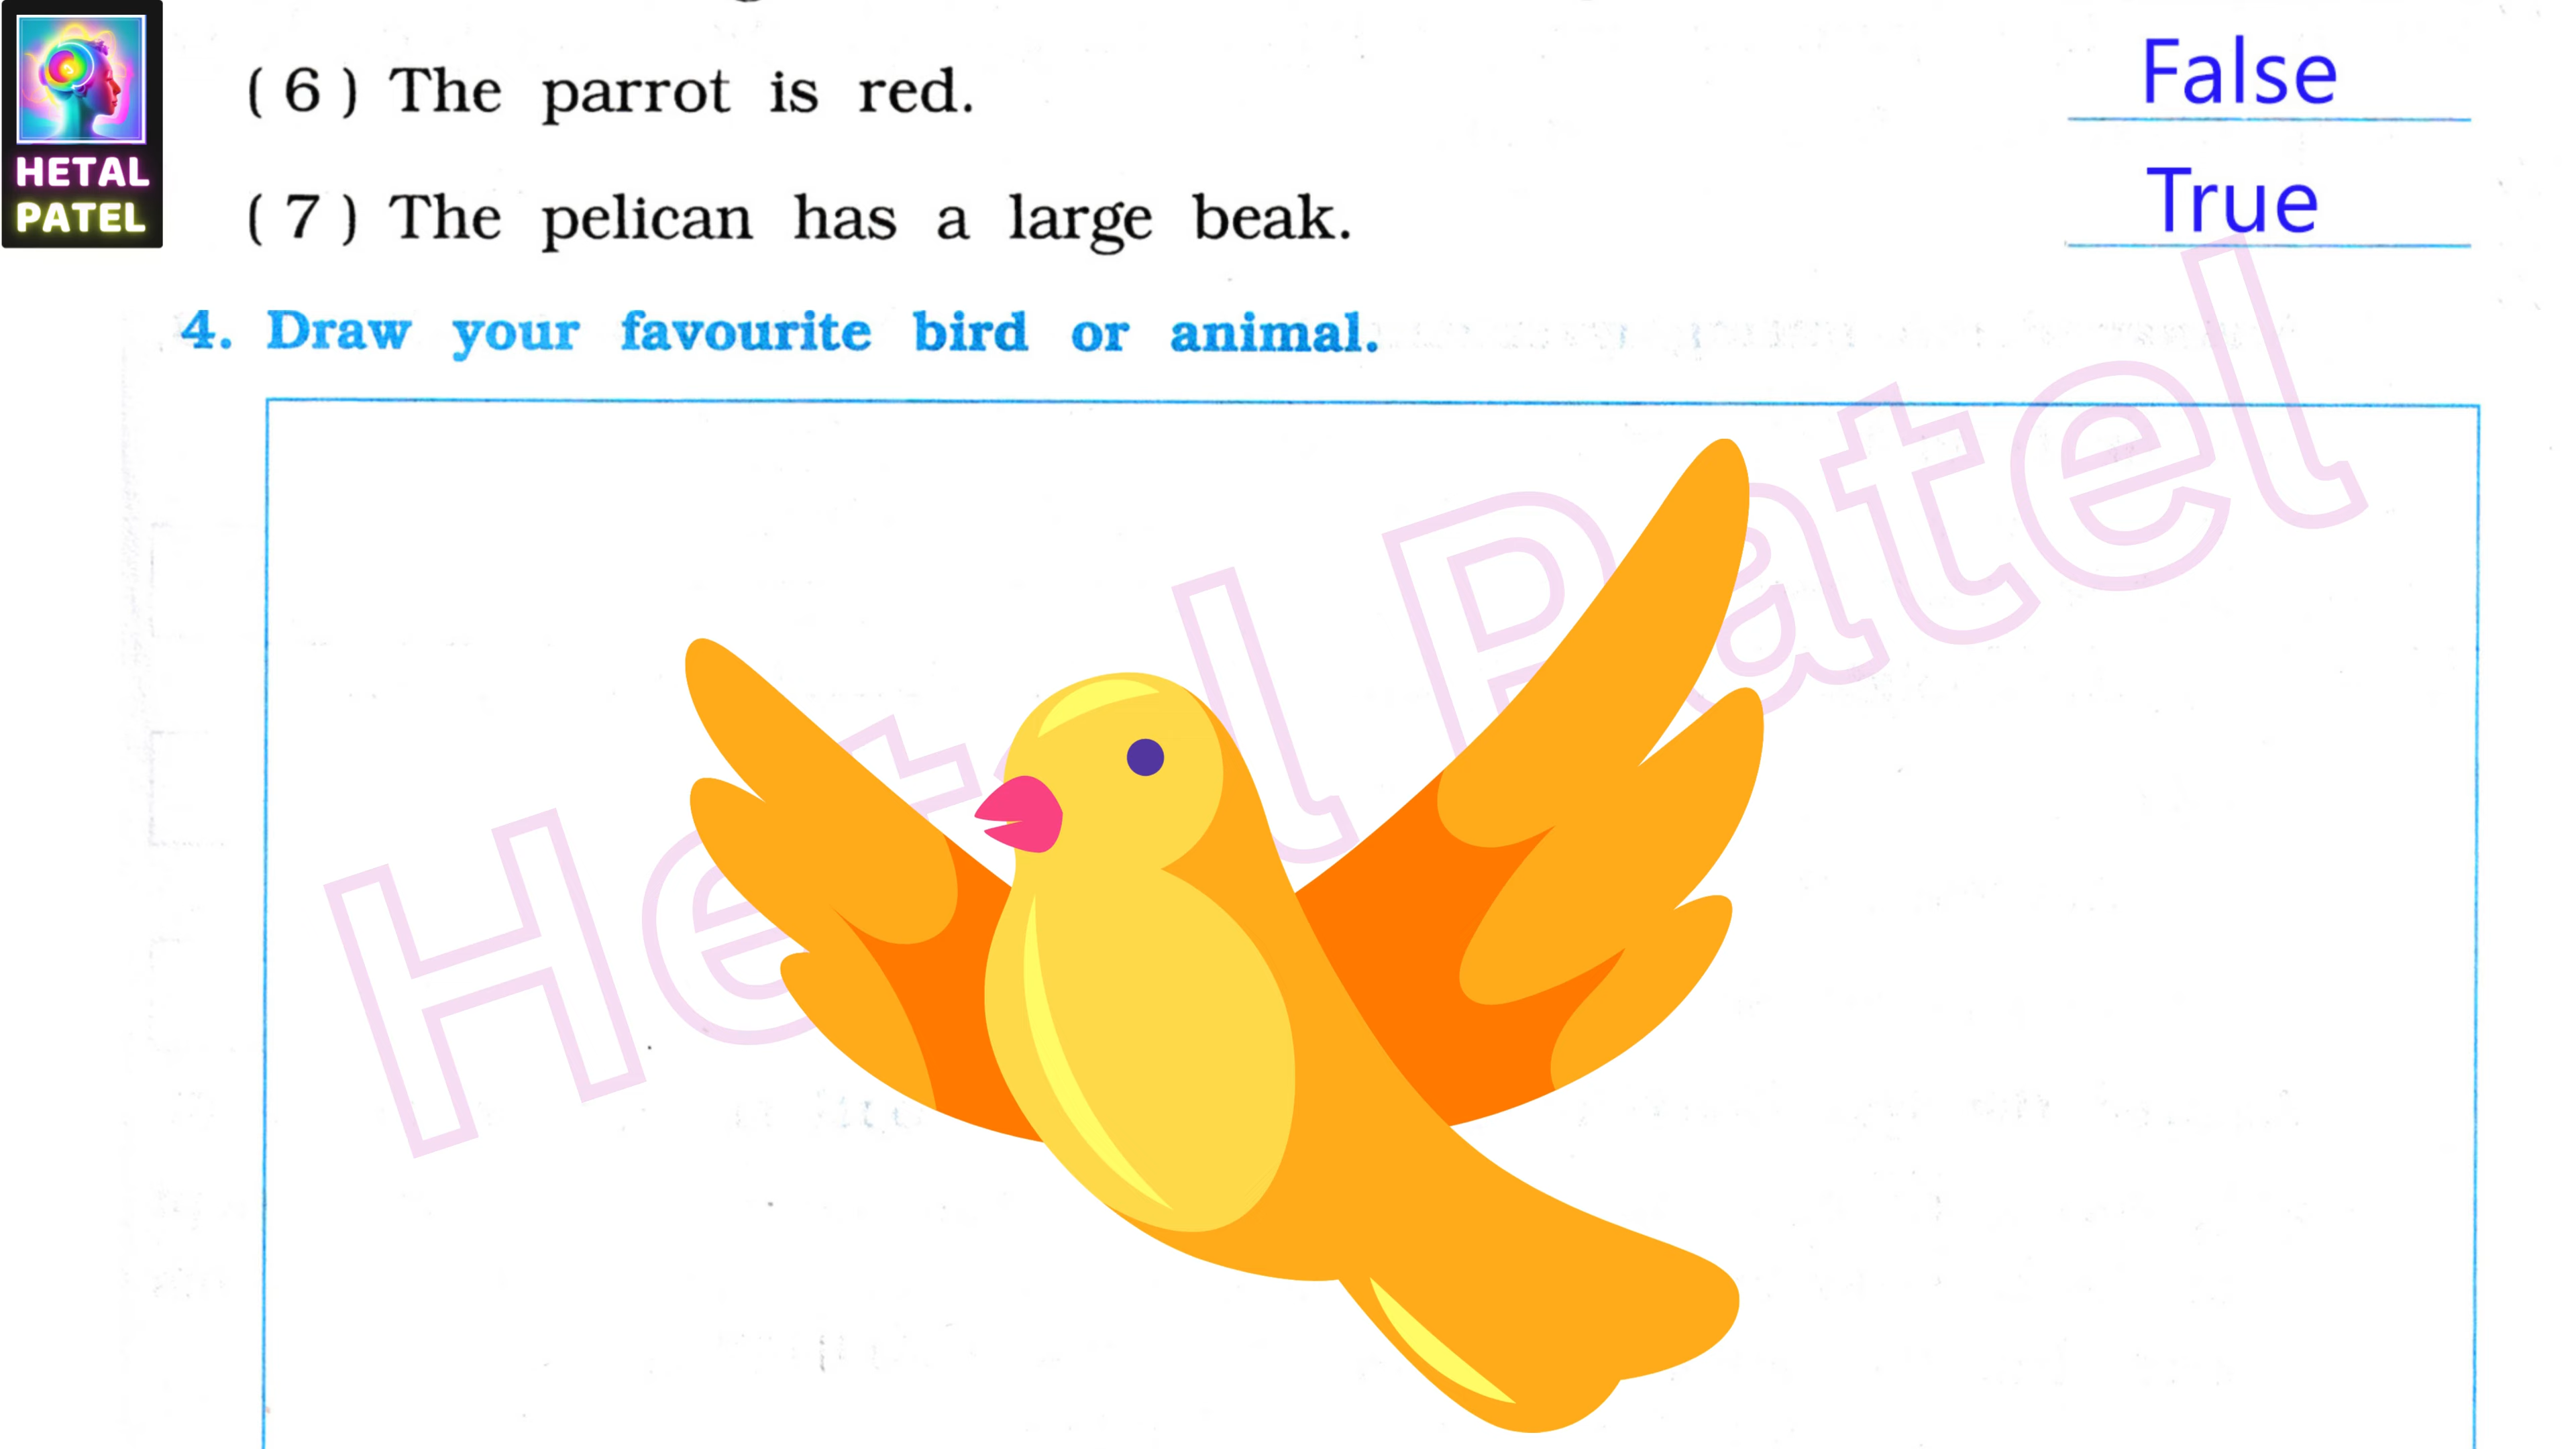 HETAL
PATEL
( 6 ) The parrot is red. False
( 7 ) The pelican has a large beak. True
4. Draw your favourite bird or animal.
Hetal Patel